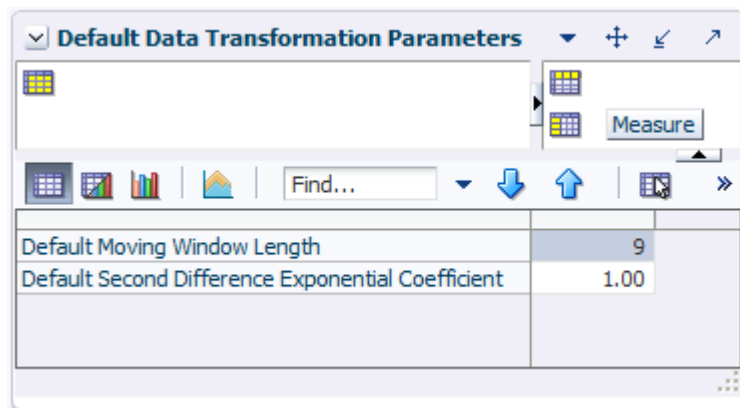 Default Data Transformation Parameters
Measure
Find...
Default Moving Window Length 9
Default Second Difference Exponential Coefficient 1.00